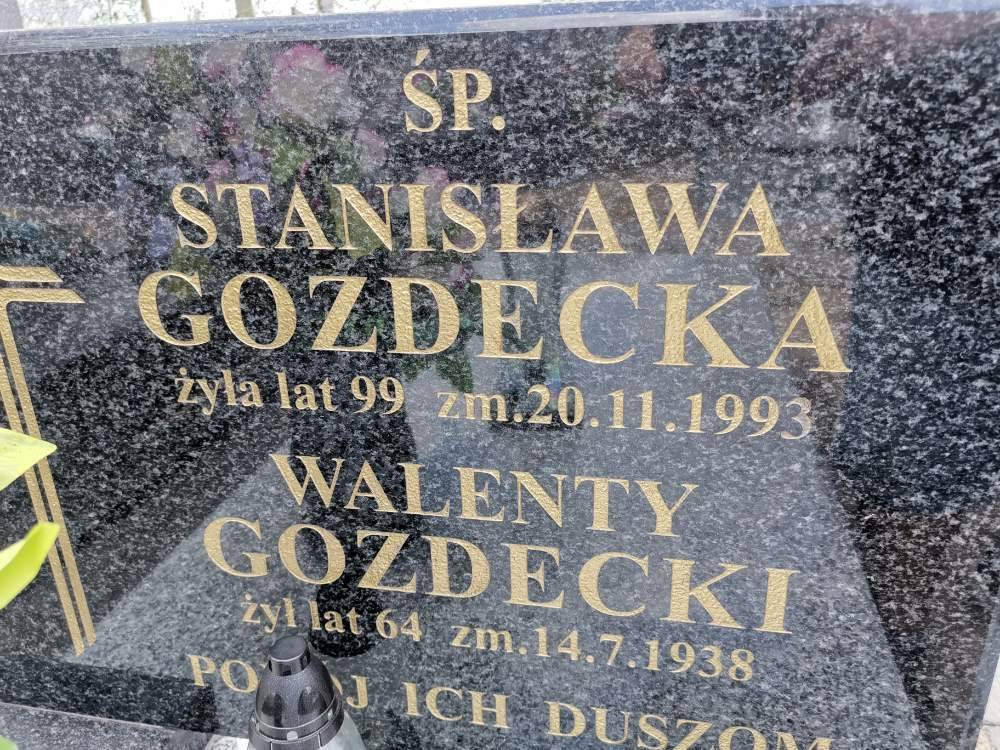 ŚP.
STANISŁAWA
GOZDECKA
żyła lat 99 zm.20.11.1993
WALENTY
GOZDECKI
żył lat 64 zm.14.7.1938
ICH DUSZOM